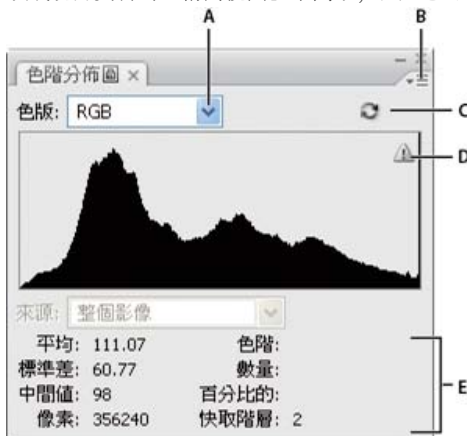 A
B
色階分佈圖 ×
色版: RGB
C
D
來源: 整個影像
平均: 111.07 色階:
標準差: 60.77 數量:
中間值: 98 百分比的:
像素: 356240 快取階層: 2
E